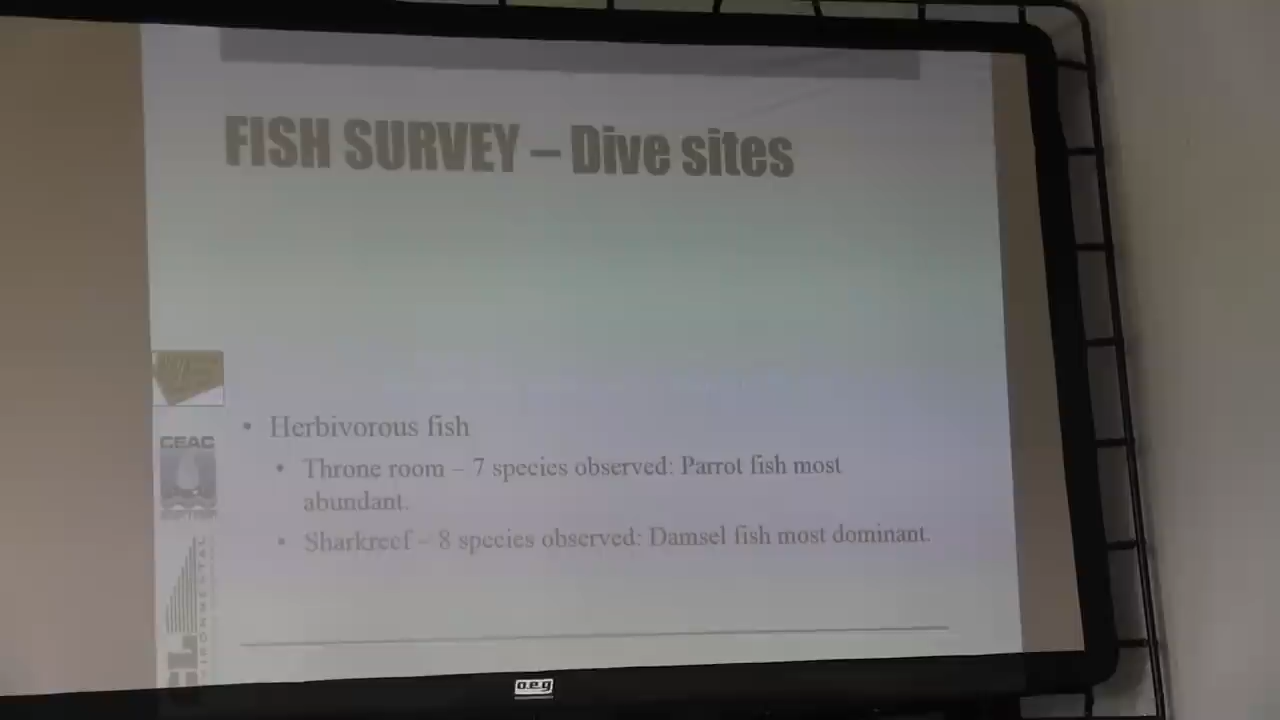 FISH SURVEY – Dive sites
• Herbivorous fish
• Throne room – 7 species observed: Parrot fish most
abundant.
• Sharkreef – 8 species observed: Damsel fish most dominant.
CEAC
oeg